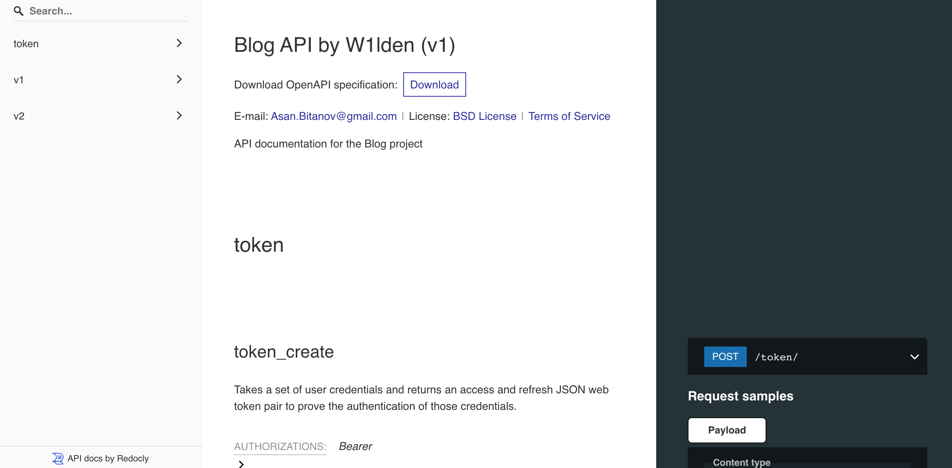 Search...
token
v1
v2
API docs by Redocly
Blog API by W1lden (v1)
Download OpenAPI specification: Download
E-mail: Asan.Bitanov@gmail.com | License: BSD License | Terms of Service
API documentation for the Blog project
token
token_create
Takes a set of user credentials and returns an access and refresh JSON web
token pair to prove the authentication of those credentials.
AUTHORIZATIONS: Bearer
POST /token/
Request samples
Payload
Content type